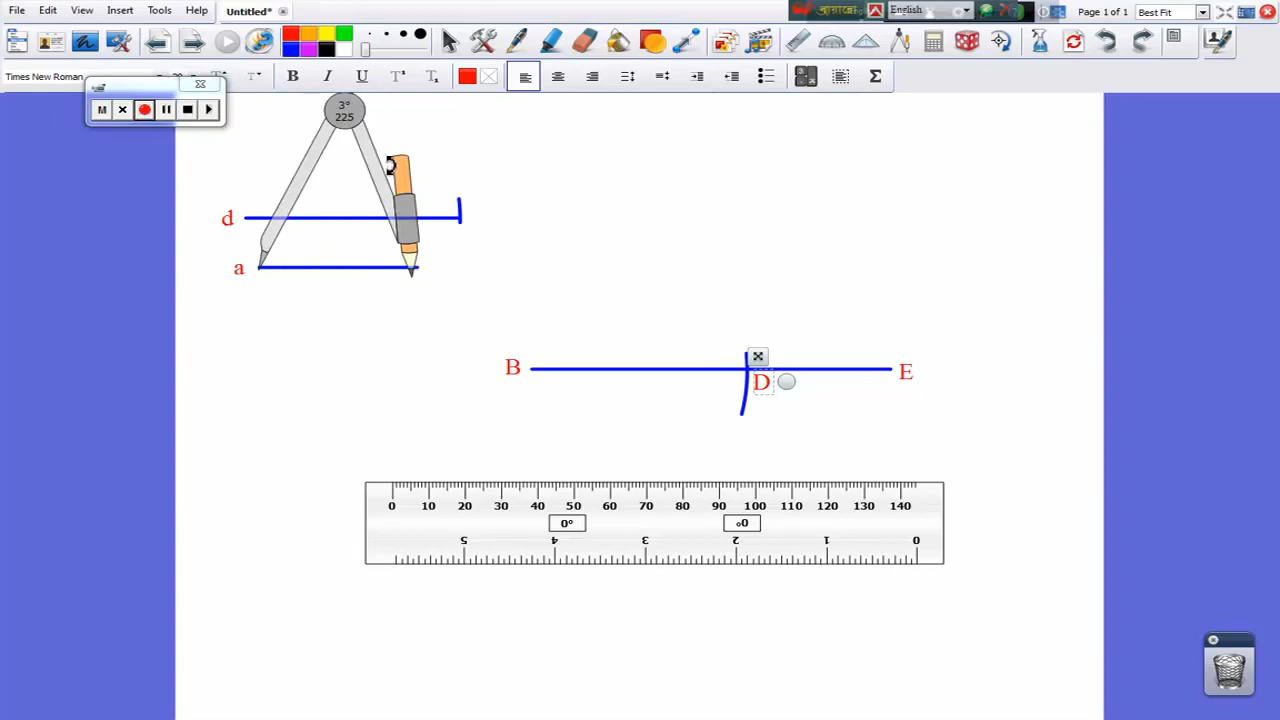 File Edit View Insert Tools Help Untitled* English Page 1 of 1 Best Fit
Times New Roman B I U T T Σ
M
3°
225
d
a
B D E
0 10 20 30 40 50 60 70 80 90 100 110 120 130 140
0° 0°
5 4 3 2 1 0